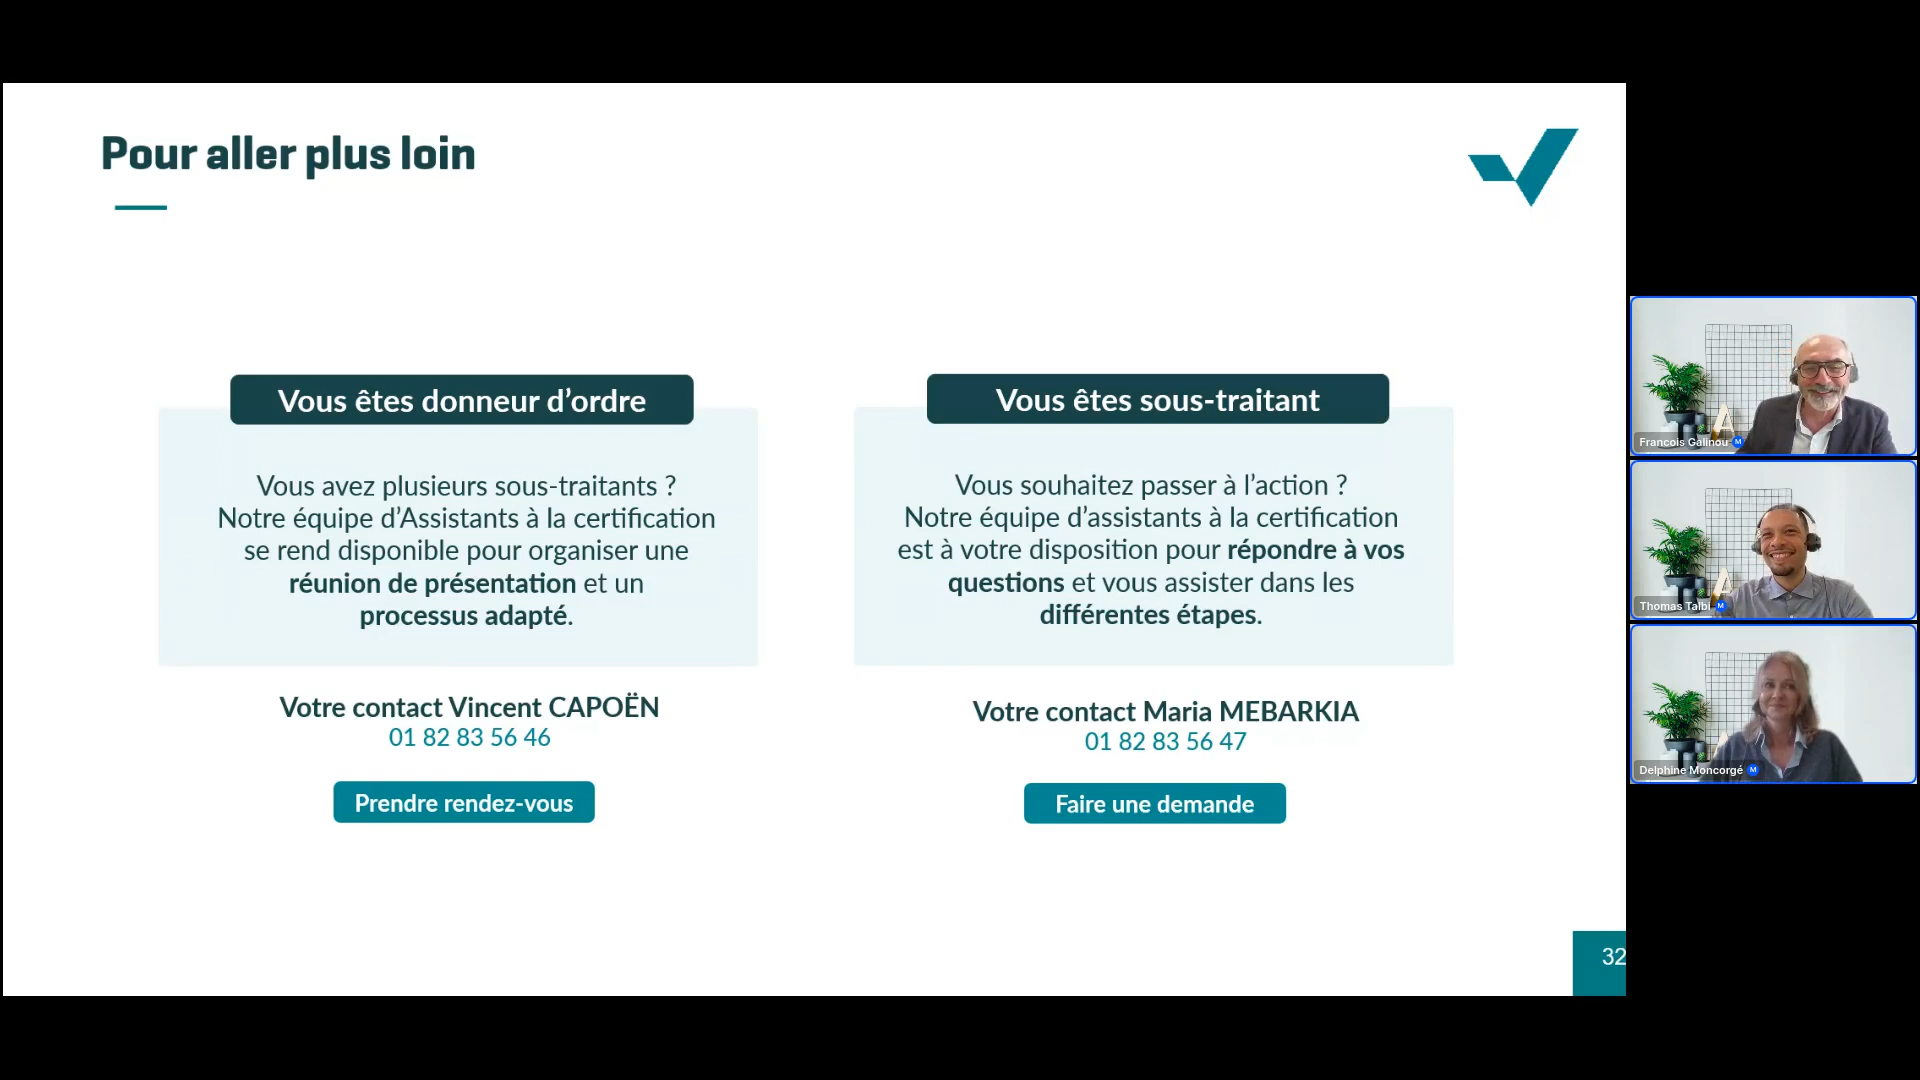 Pour aller plus loin
Vous êtes donneur d’ordre
Vous avez plusieurs sous-traitants ?
Notre équipe d’Assistants à la certification
se rend disponible pour organiser une
réunion de présentation et un
processus adapté.
Votre contact Vincent CAPOËN
01 82 83 56 46
Prendre rendez-vous
Vous êtes sous-traitant
Vous souhaitez passer à l’action ?
Notre équipe d’assistants à la certification
est à votre disposition pour répondre à vos
questions et vous assister dans les
différentes étapes.
Votre contact Maria MEBARKIA
01 82 83 56 47
Faire une demande
32
Francois Galinou M
Thomas Talbi M
Delphine Moncorgé M